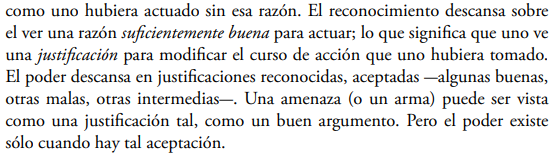 como uno hubiera actuado sin esa razón. El reconocimiento descansa sobre
el ver una razón suficientemente buena para actuar; lo que significa que uno ve
una justificación para modificar el curso de acción que uno hubiera tomado.
El poder descansa en justificaciones reconocidas, aceptadas —algunas buenas,
otras malas, otras intermedias—. Una amenaza (o un arma) puede ser vista
como una justificación tal, como un buen argumento. Pero el poder existe
sólo cuando hay tal aceptación.